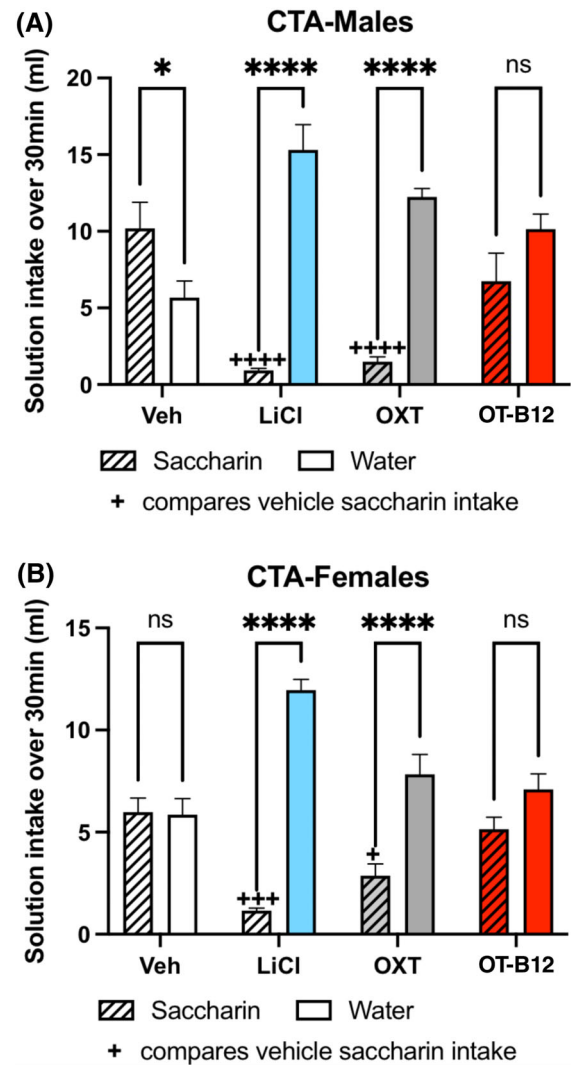 (A)
CTA-Males
Solution intake over 30min (ml)
20
15
10
5
0
* **** **** ns
++++ ++++
Veh LiCl OXT OT-B12
Saccharin Water
+ compares vehicle saccharin intake
(B)
CTA-Females
Solution intake over 30min (ml)
15
10
5
0
ns **** **** ns
+++ +
Veh LiCl OXT OT-B12
Saccharin Water
+ compares vehicle saccharin intake